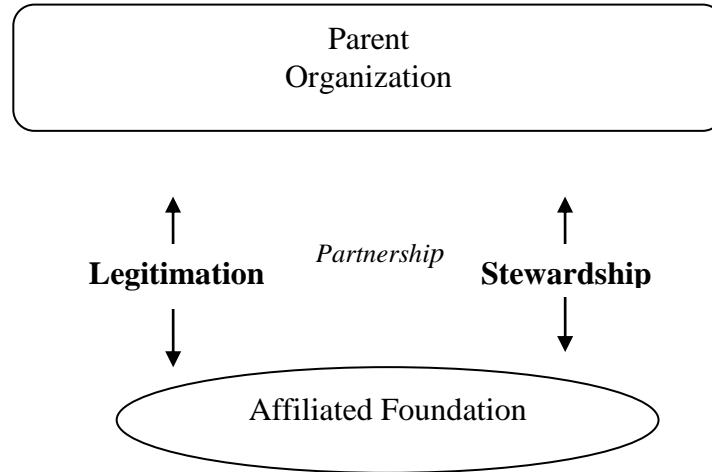 Parent
Organization
Partnership
Legitimation
Stewardship
Affiliated Foundation